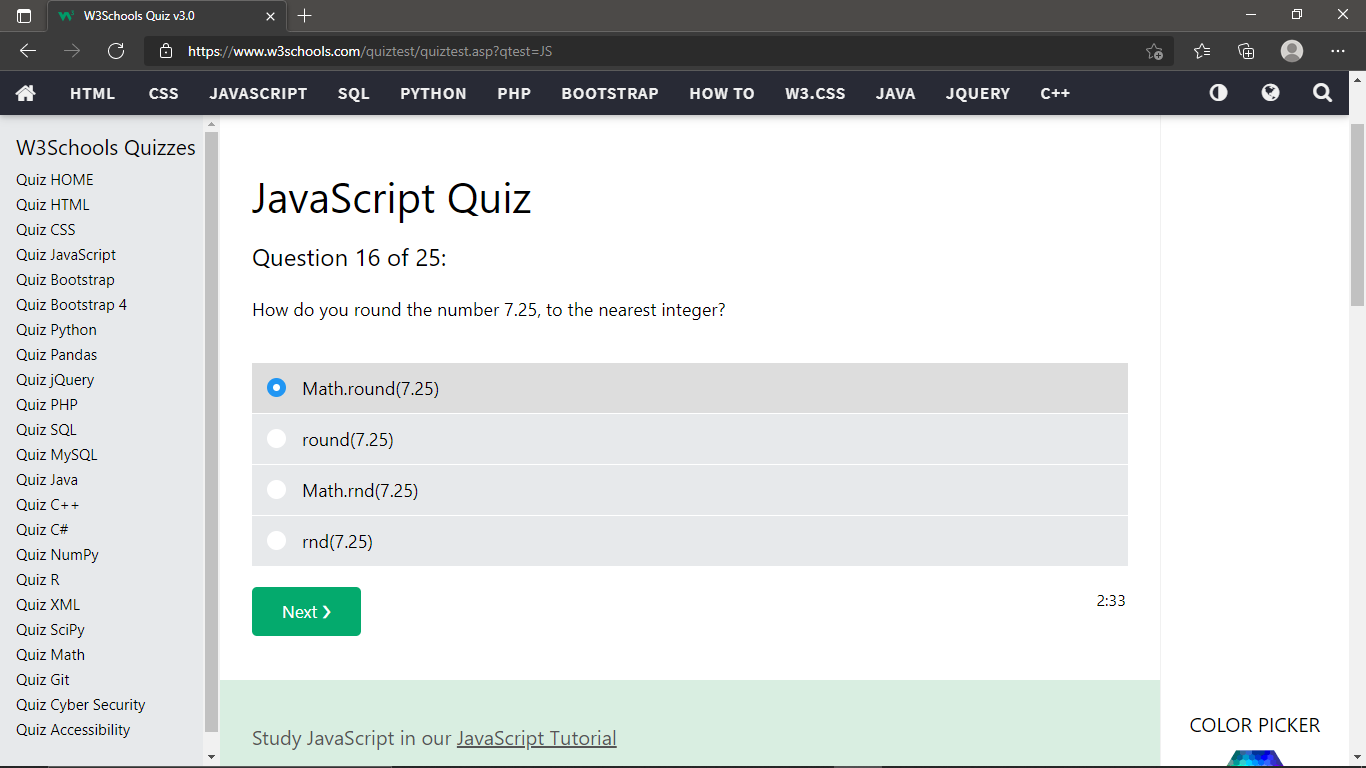 W3Schools Quiz v3.0
https://www.w3schools.com/quiztest/quiztest.asp?qtest=JS
HTML CSS JAVASCRIPT SQL PYTHON PHP BOOTSTRAP HOW TO W3.CSS JAVA JQUERY C++
W3Schools Quizzes
Quiz HOME
Quiz HTML
Quiz CSS
Quiz JavaScript
Quiz Bootstrap
Quiz Bootstrap 4
Quiz Python
Quiz Pandas
Quiz jQuery
Quiz PHP
Quiz SQL
Quiz MySQL
Quiz Java
Quiz C++
Quiz C#
Quiz NumPy
Quiz R
Quiz XML
Quiz SciPy
Quiz Math
Quiz Git
Quiz Cyber Security
Quiz Accessibility
JavaScript Quiz
Question 16 of 25:
How do you round the number 7.25, to the nearest integer?
Math.round(7.25)
round(7.25)
Math.rnd(7.25)
rnd(7.25)
Next ❯
2:33
Study JavaScript in our JavaScript Tutorial
COLOR PICKER